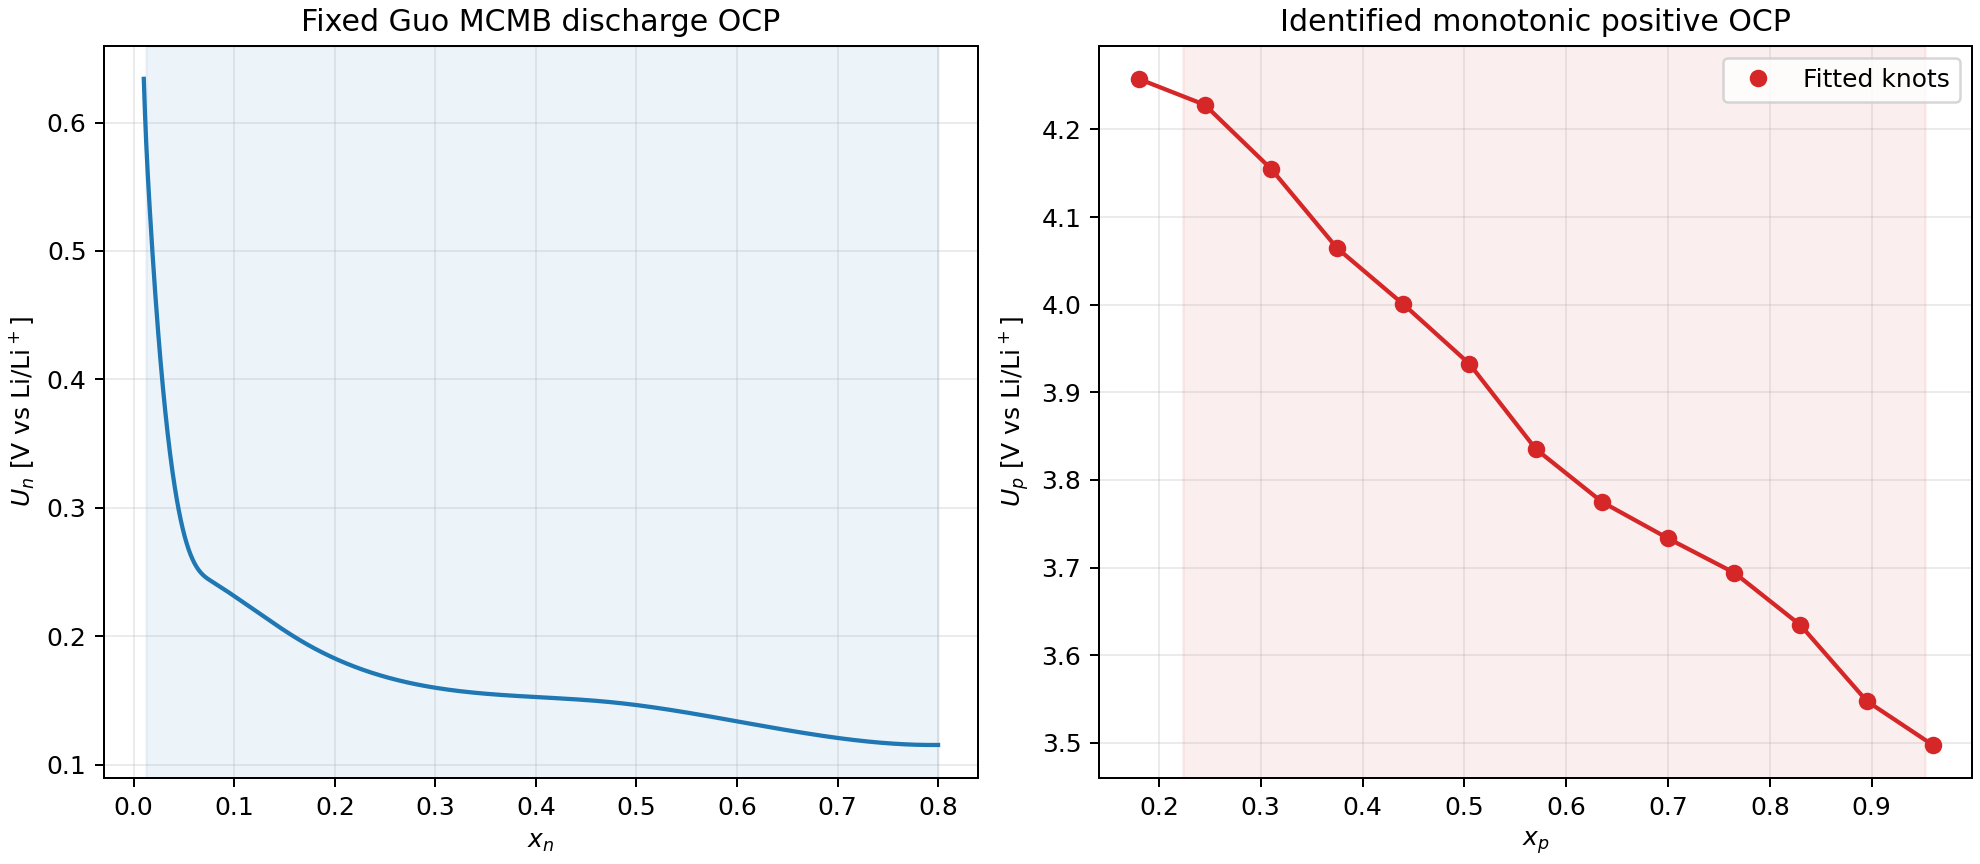 Fixed Guo MCMB discharge OCP
0.6
0.5
0.4
0.3
0.2
0.1
U_n [V vs Li/Li⁺]
0.0 0.1 0.2 0.3 0.4 0.5 0.6 0.7 0.8
x_n
Identified monotonic positive OCP
Fitted knots
4.2
4.1
4.0
3.9
3.8
3.7
3.6
3.5
U_p [V vs Li/Li⁺]
0.2 0.3 0.4 0.5 0.6 0.7 0.8 0.9
x_p